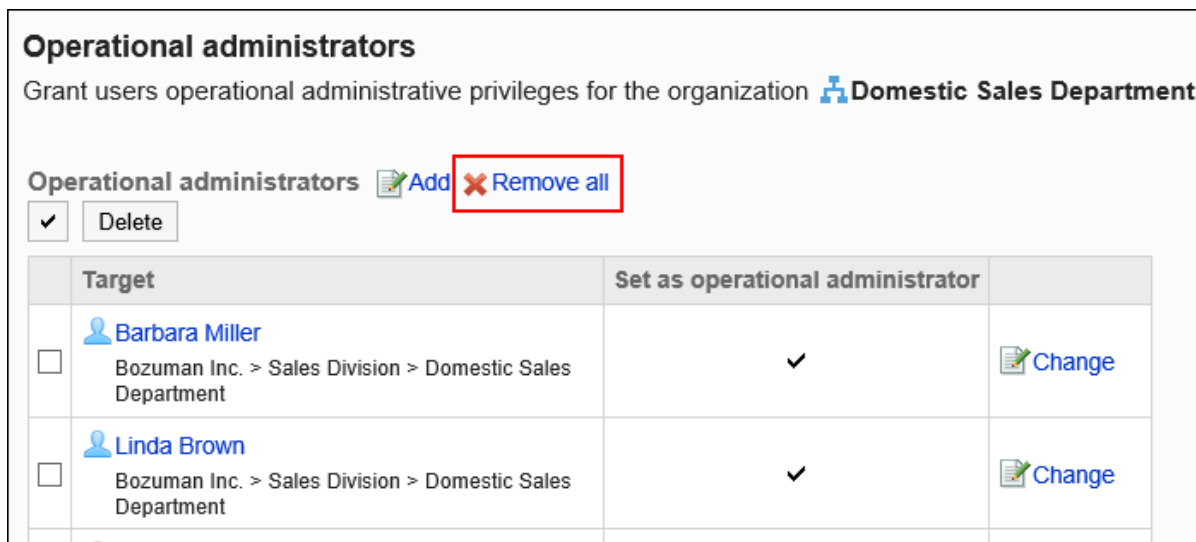 Operational administrators
Grant users operational administrative privileges for the organization Domestic Sales Department
Operational administrators Add Remove all
Delete
Target Set as operational administrator
Barbara Miller
Bozuman Inc. > Sales Division > Domestic Sales
Department
Change
Linda Brown
Bozuman Inc. > Sales Division > Domestic Sales
Department
Change